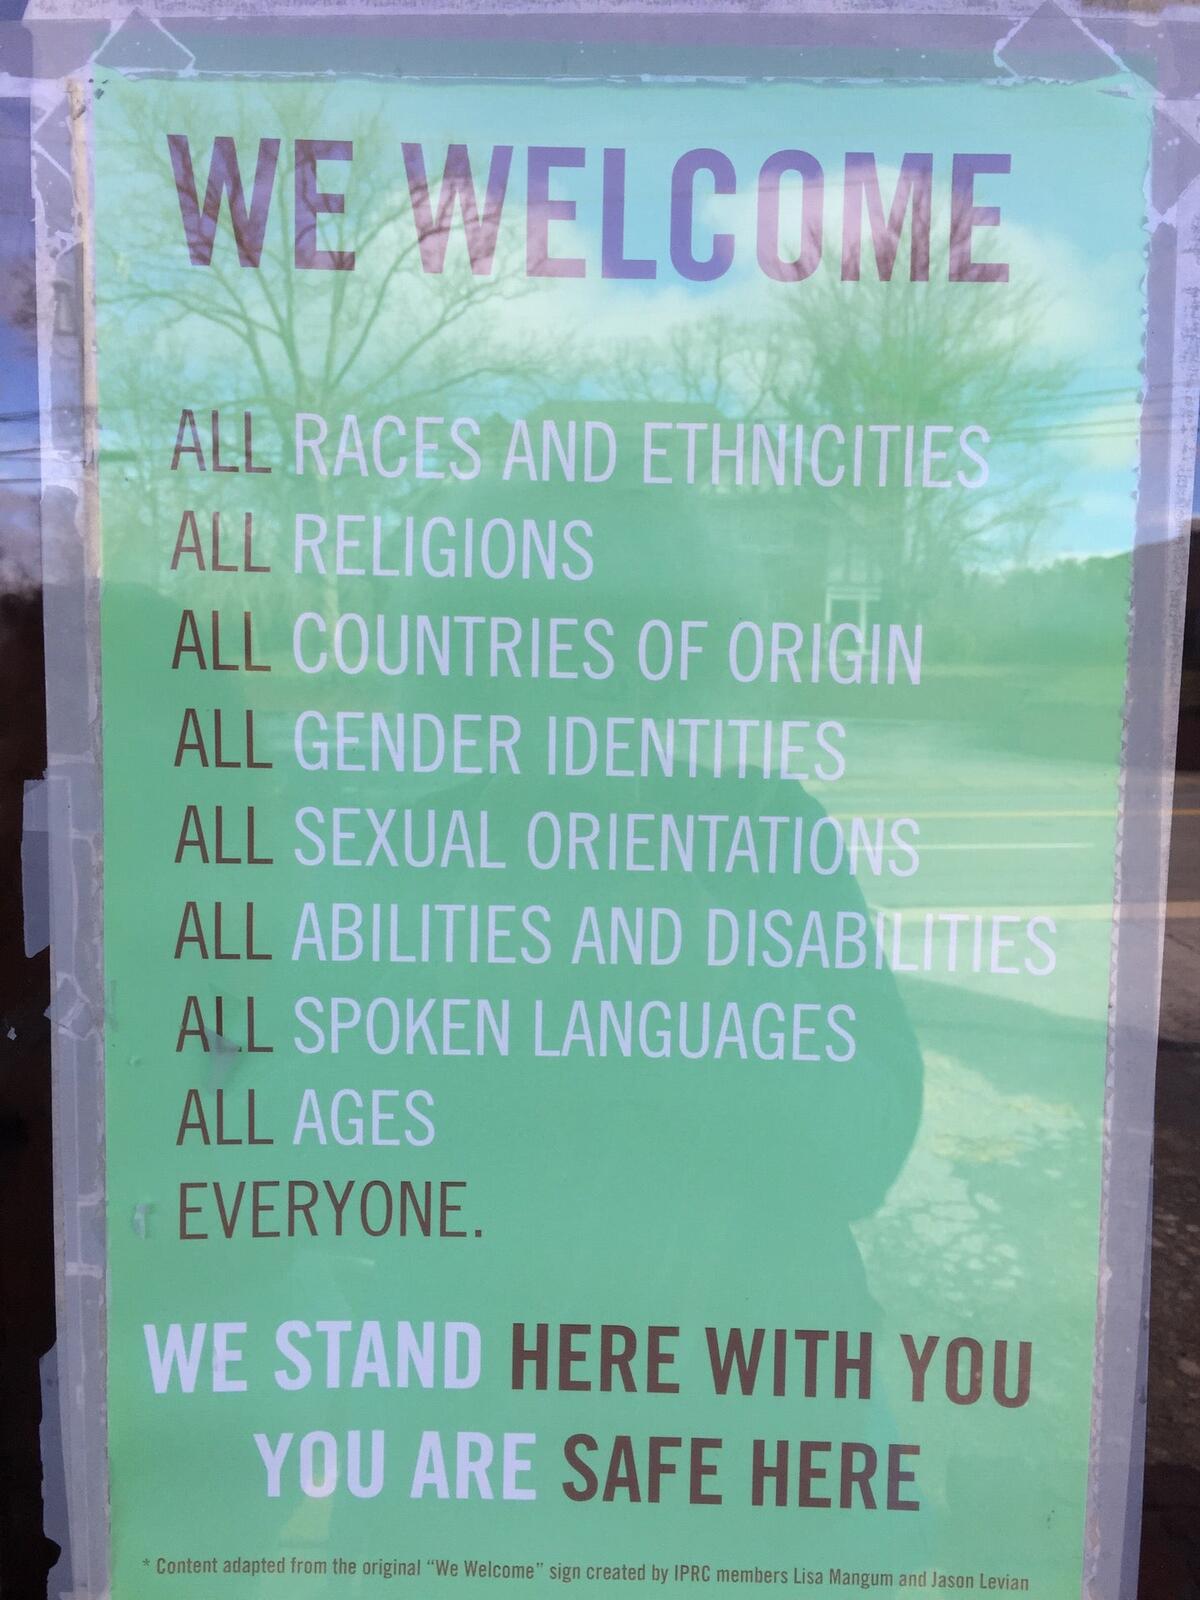 WE WELCOME
ALL RACES AND ETHNICITIES
ALL RELIGIONS
ALL COUNTRIES OF ORIGIN
ALL GENDER IDENTITIES
ALL SEXUAL ORIENTATIONS
ALL ABILITIES AND DISABILITIES
ALL SPOKEN LANGUAGES
ALL AGES
EVERYONE.
WE STAND HERE WITH YOU
YOU ARE SAFE HERE
* Content adapted from the original "We Welcome" sign created by IPRC members Lisa Mangum and Jason Levian